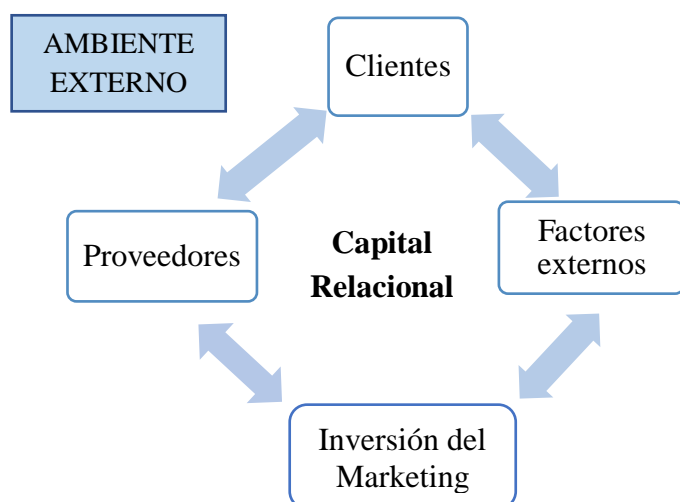 AMBIENTE
EXTERNO
Clientes
Proveedores
Capital
Relacional
Factores
externos
Inversión del
Marketing